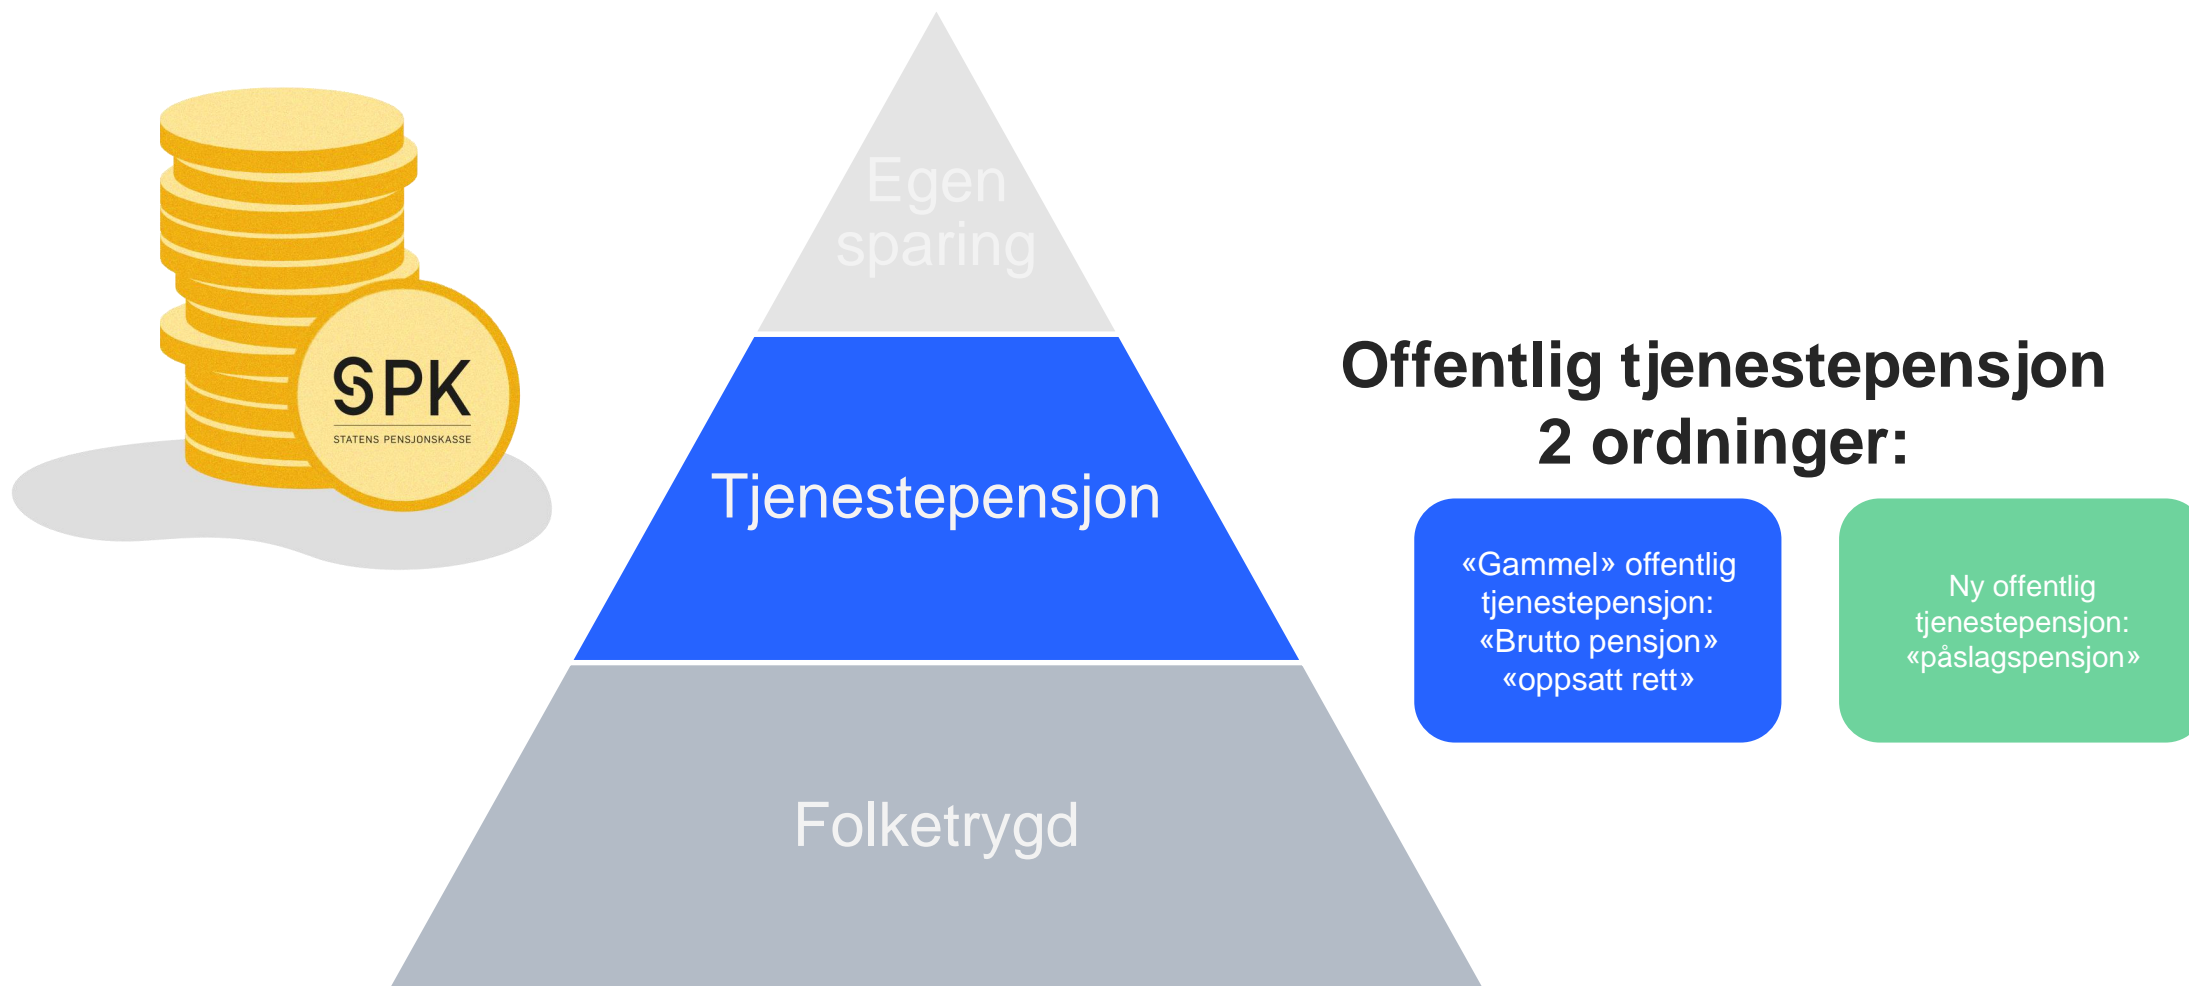 SPK
STATENS PENSJONSKASSE
Egen
sparing
Tjenestepensjon
Folketrygd
Offentlig tjenestepensjon
2 ordninger:
«Gammel» offentlig
tjenestepensjon:
«Brutto pensjon»
«oppsatt rett»
Ny offentlig
tjenestepensjon:
«påslagspensjon»